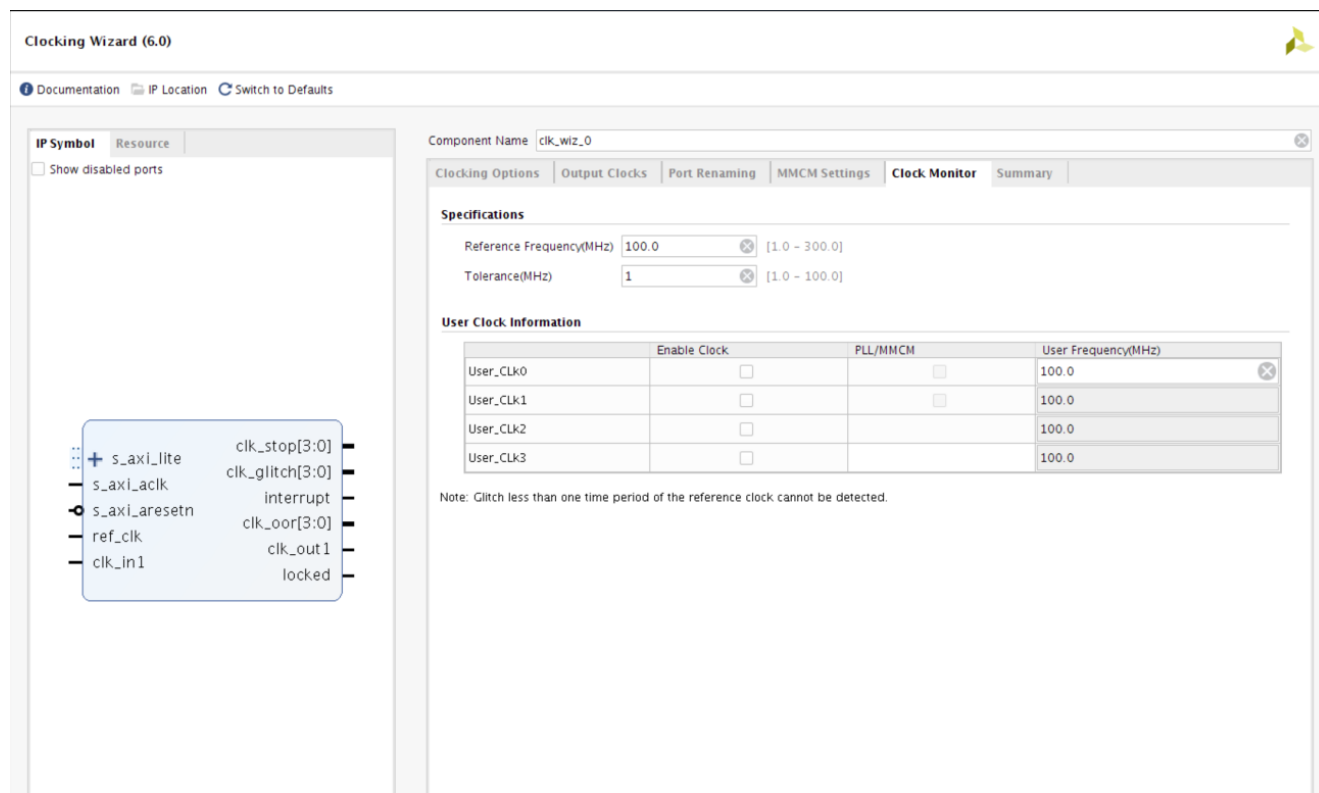 Clocking Wizard (6.0)
Documentation IP Location Switch to Defaults
IP Symbol Resource
Show disabled ports
s_axi_lite
s_axi_aclk
s_axi_aresetn
ref_clk
clk_in1
clk_stop[3:0]
clk_glitch[3:0]
interrupt
clk_oor[3:0]
clk_out1
locked
Component Name clk_wiz_0
Clocking Options Output Clocks Port Renaming MMCM Settings Clock Monitor Summary
Specifications
Reference Frequency(MHz) 100.0 [1.0 - 300.0]
Tolerance(MHz) 1 [1.0 - 100.0]
User Clock Information
Enable Clock PLL/MMCM User Frequency(MHz)
User_CLk0 100.0
User_CLk1 100.0
User_CLk2 100.0
User_CLk3 100.0
Note: Glitch less than one time period of the reference clock cannot be detected.